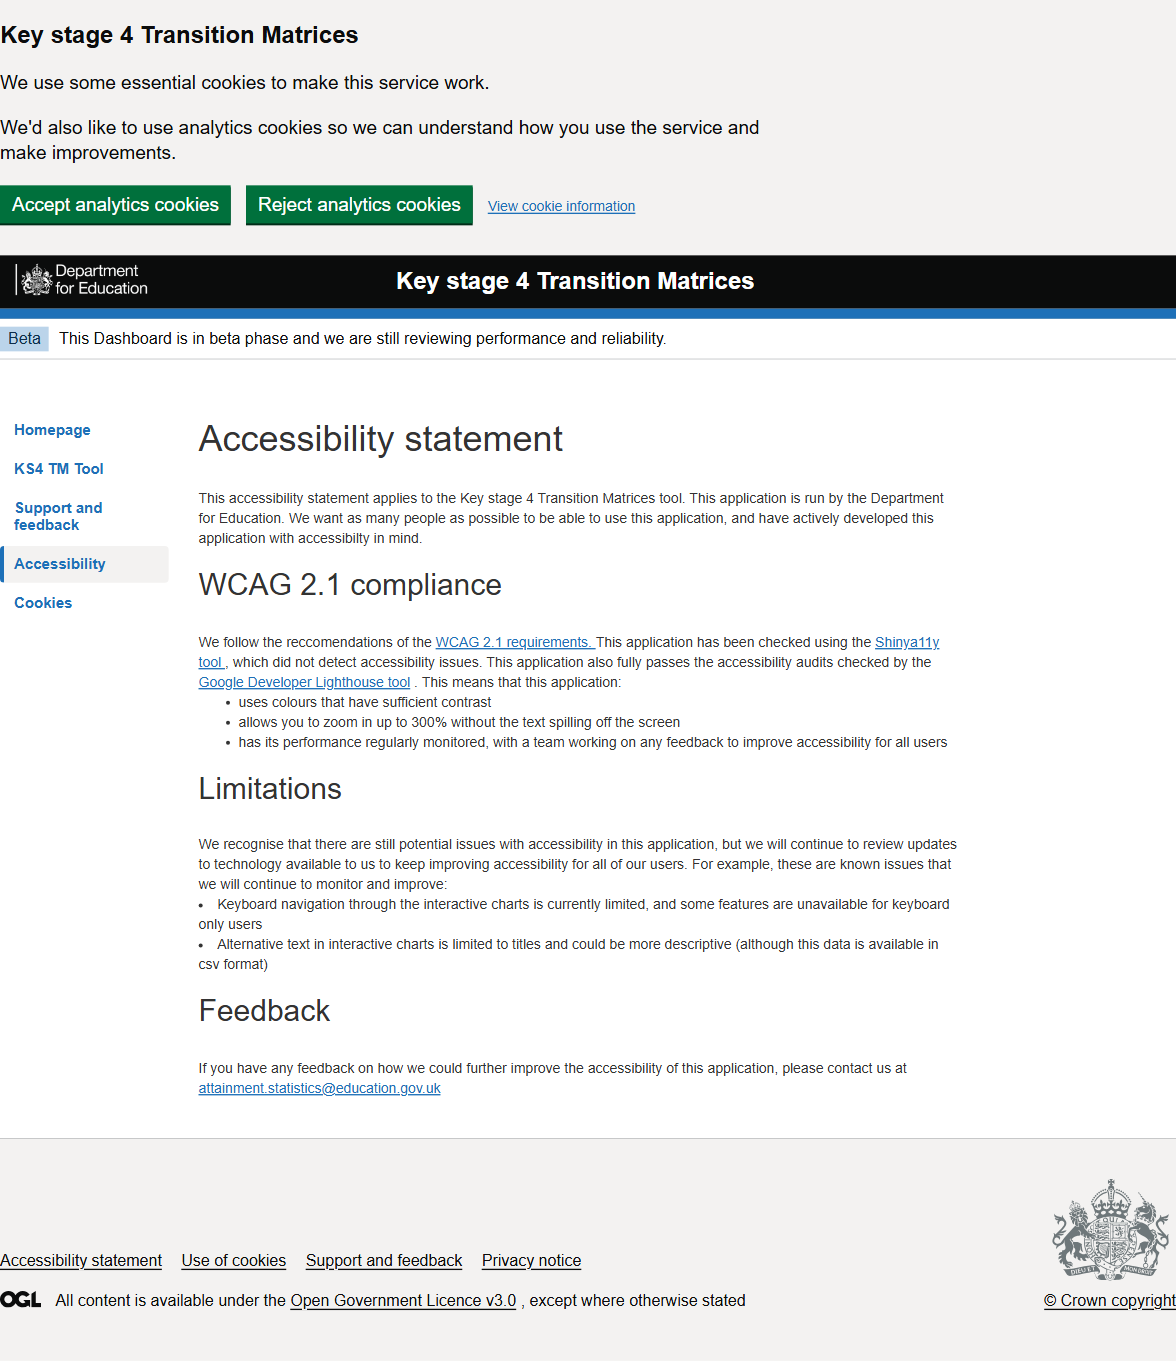 Key stage 4 Transition Matrices
We use some essential cookies to make this service work.
We'd also like to use analytics cookies so we can understand how you use the service and
make improvements.
Accept analytics cookies Reject analytics cookies View cookie information
Department
for Education
Key stage 4 Transition Matrices
Beta This Dashboard is in beta phase and we are still reviewing performance and reliability.
Homepage
KS4 TM Tool
Support and
feedback
Accessibility
Cookies
Accessibility statement
This accessibility statement applies to the Key stage 4 Transition Matrices tool. This application is run by the Department
for Education. We want as many people as possible to be able to use this application, and have actively developed this
application with accessibilty in mind.
WCAG 2.1 compliance
We follow the reccomendations of the WCAG 2.1 requirements. This application has been checked using the Shinya11y
tool , which did not detect accessibility issues. This application also fully passes the accessibility audits checked by the
Google Developer Lighthouse tool . This means that this application:
• uses colours that have sufficient contrast
• allows you to zoom in up to 300% without the text spilling off the screen
• has its performance regularly monitored, with a team working on any feedback to improve accessibility for all users
Limitations
We recognise that there are still potential issues with accessibility in this application, but we will continue to review updates
to technology available to us to keep improving accessibility for all of our users. For example, these are known issues that
we will continue to monitor and improve:
• Keyboard navigation through the interactive charts is currently limited, and some features are unavailable for keyboard
only users
• Alternative text in interactive charts is limited to titles and could be more descriptive (although this data is available in
csv format)
Feedback
If you have any feedback on how we could further improve the accessibility of this application, please contact us at
attainment.statistics@education.gov.uk
Accessibility statement Use of cookies Support and feedback Privacy notice
OGL All content is available under the Open Government Licence v3.0 , except where otherwise stated
© Crown copyright